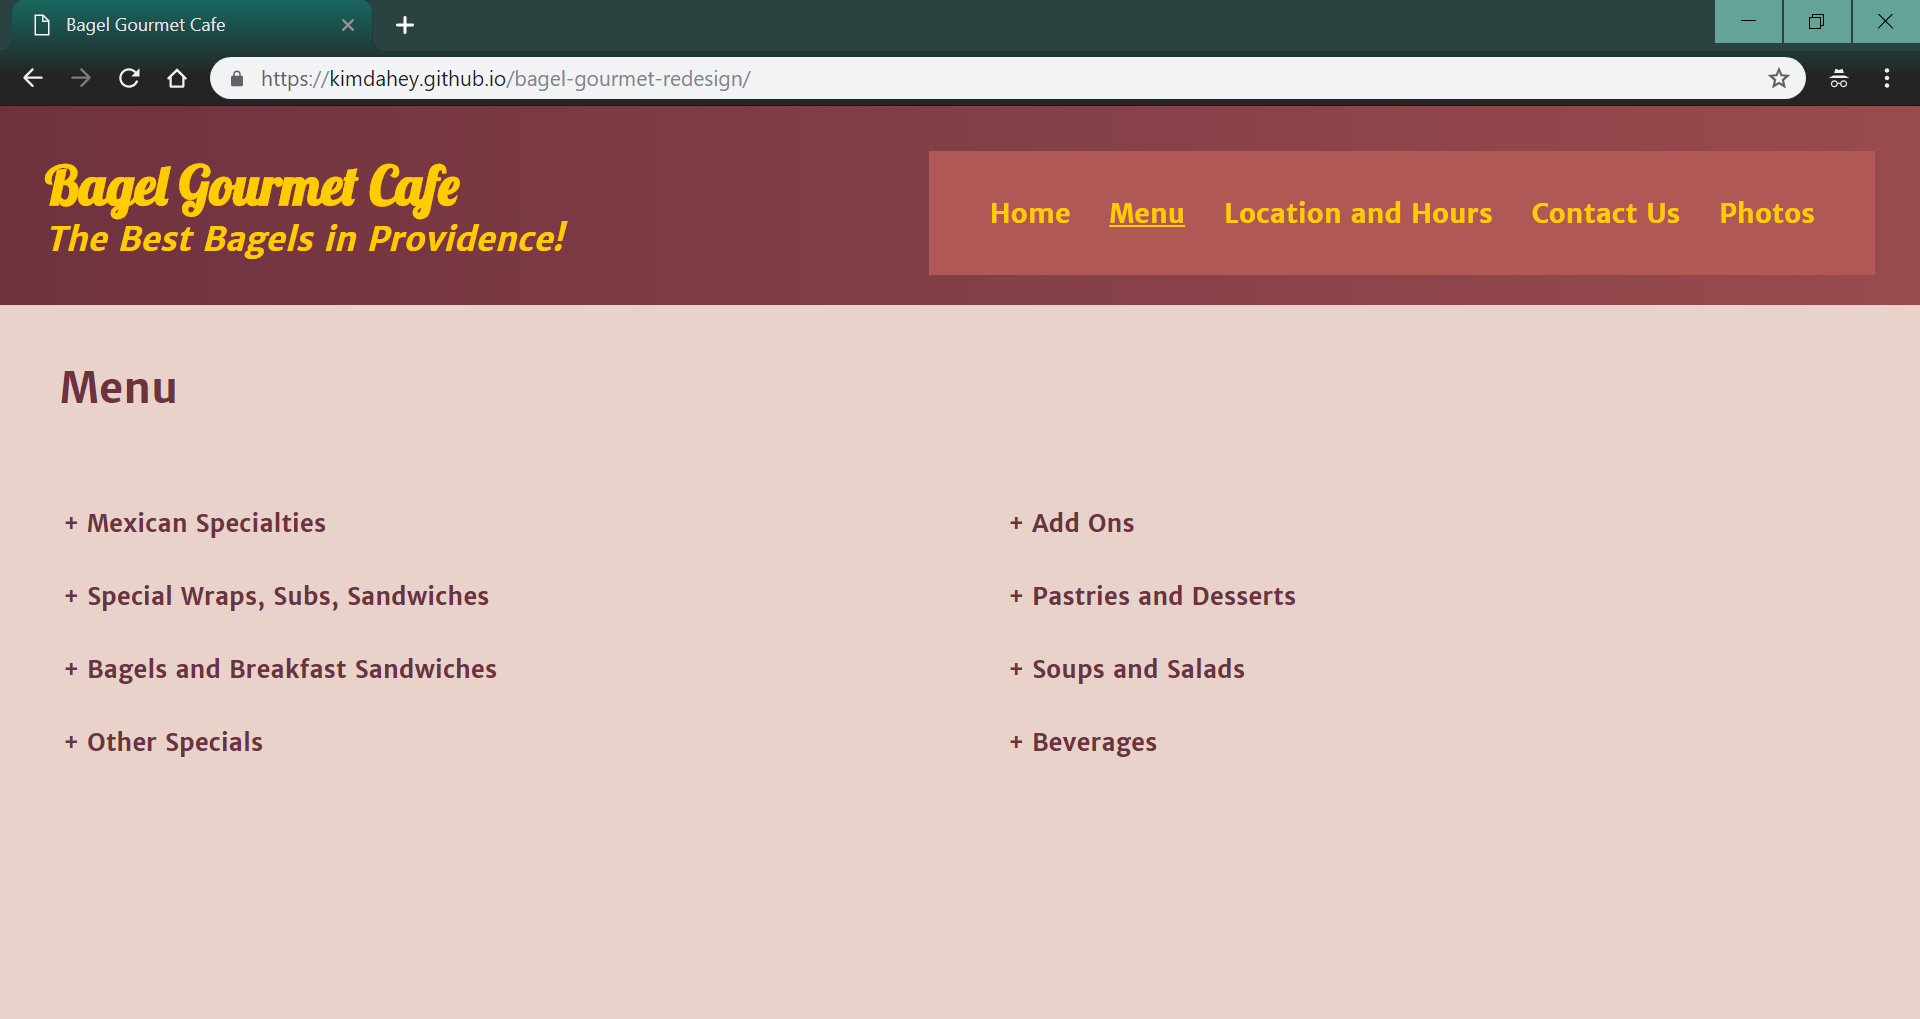 Bagel Gourmet Cafe
https://kimdahey.github.io/bagel-gourmet-redesign/
Bagel Gourmet Cafe
The Best Bagels in Providence!
Home Menu Location and Hours Contact Us Photos
Menu
+ Mexican Specialties
+ Special Wraps, Subs, Sandwiches
+ Bagels and Breakfast Sandwiches
+ Other Specials
+ Add Ons
+ Pastries and Desserts
+ Soups and Salads
+ Beverages